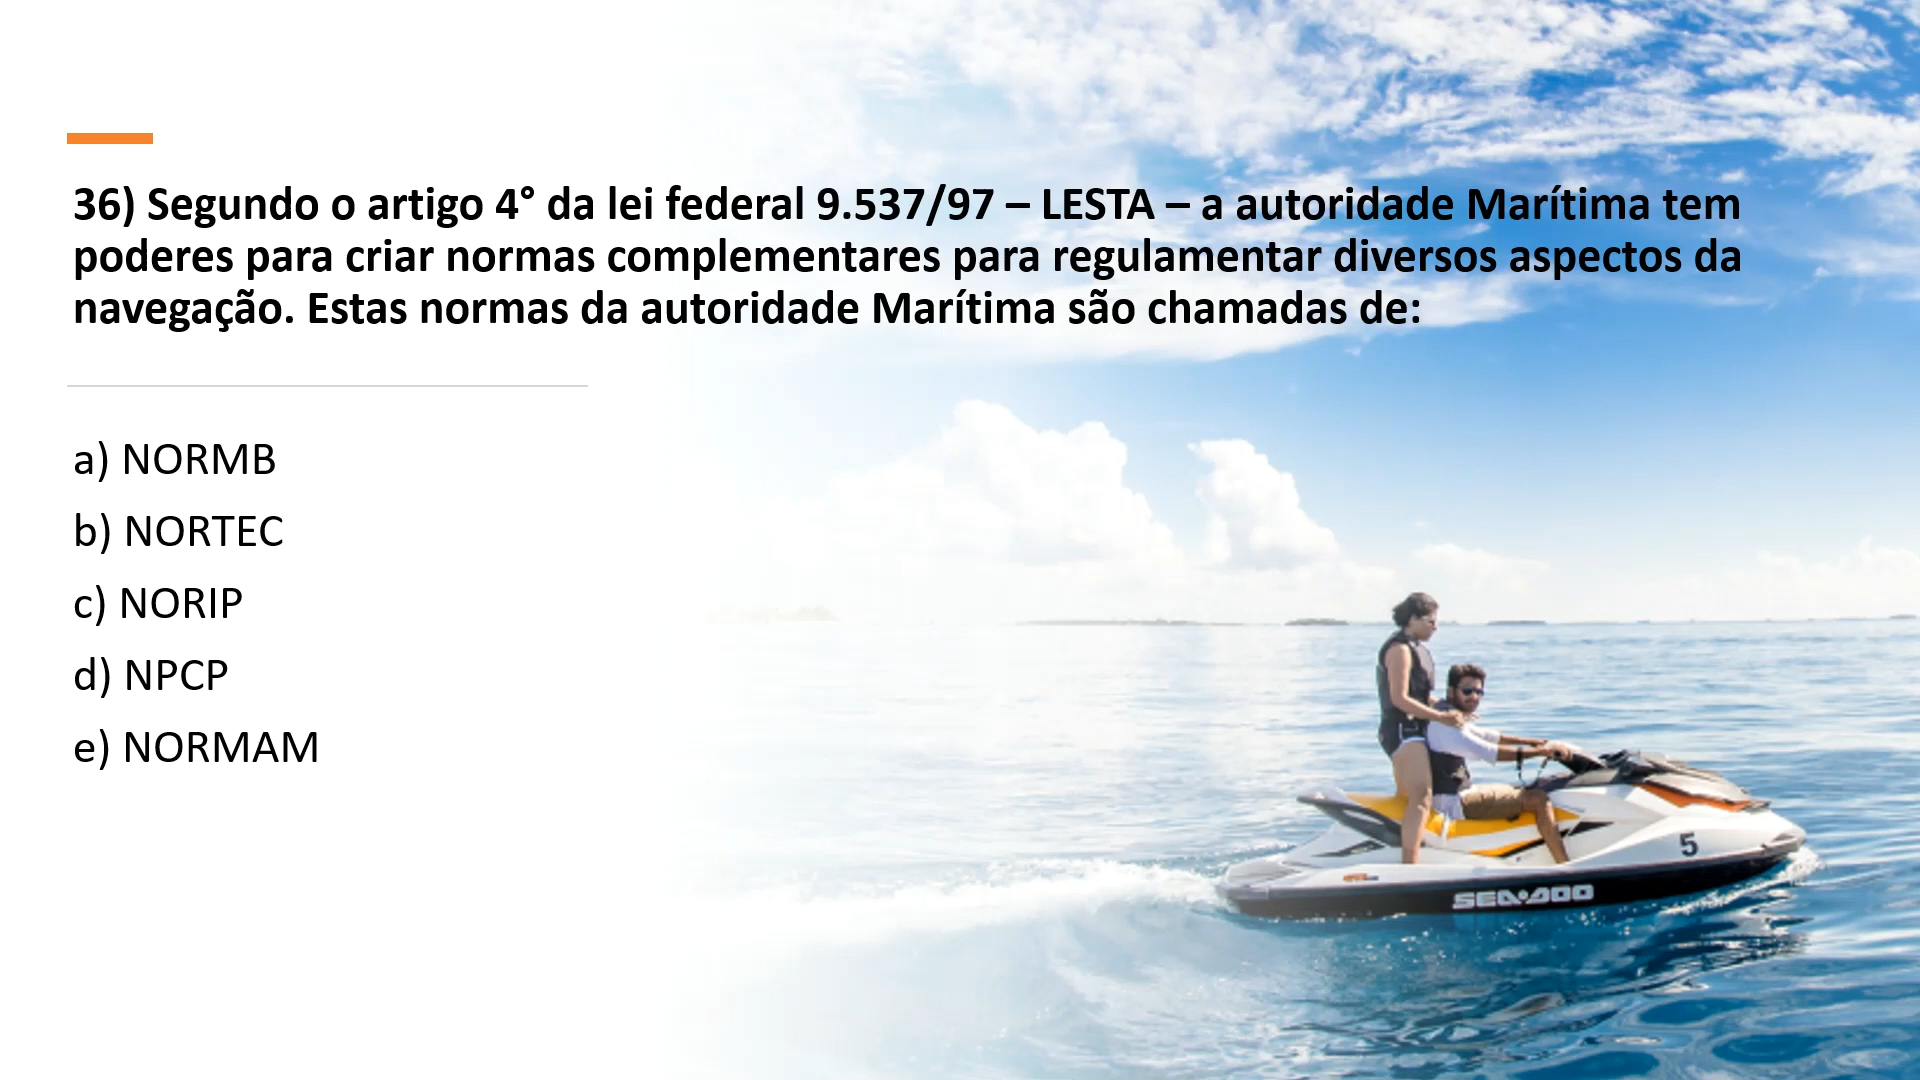 36) Segundo o artigo 4° da lei federal 9.537/97 – LESTA – a autoridade Marítima tem
poderes para criar normas complementares para regulamentar diversos aspectos da
navegação. Estas normas da autoridade Marítima são chamadas de:
a) NORMB
b) NORTEC
c) NORIP
d) NPCP
e) NORMAM
5
SEA-DOO